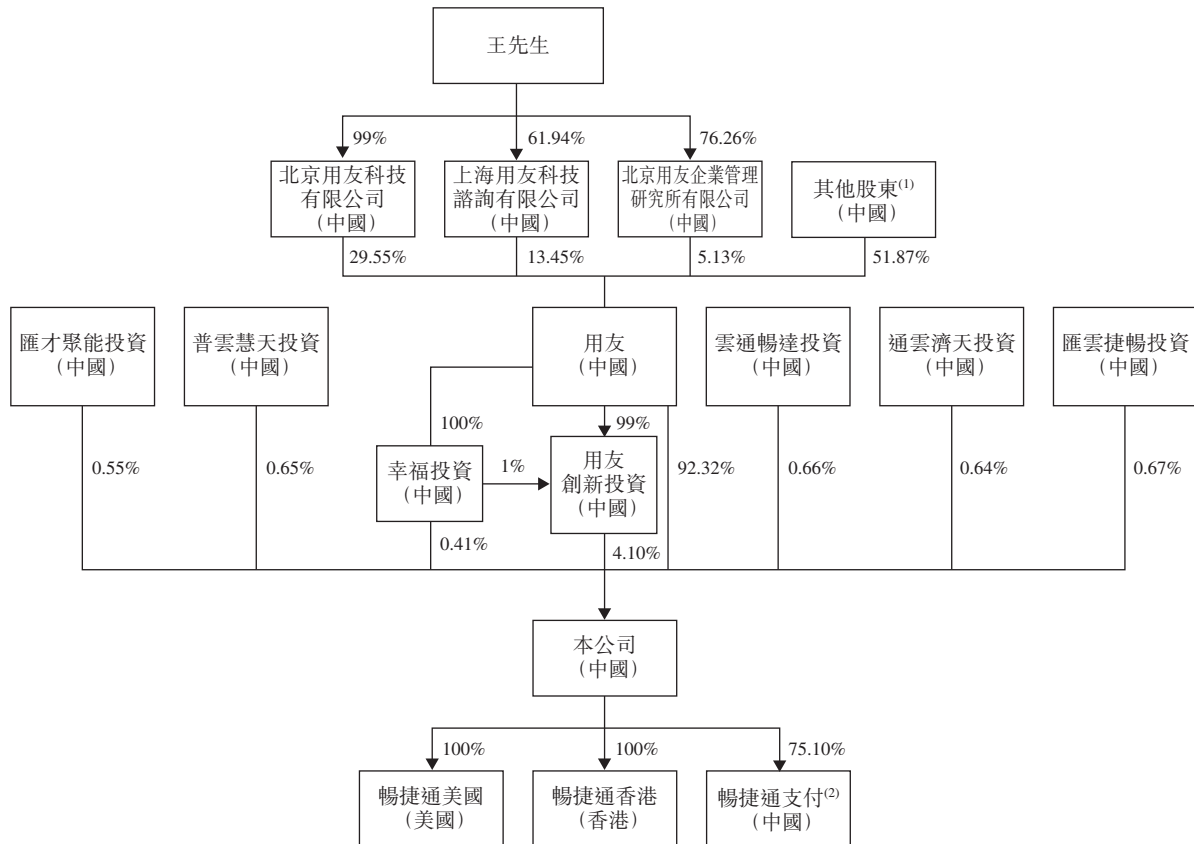 王先生
99%
61.94%
76.26%
北京用友科技
有限公司
（中國）
上海用友科技
諮詢有限公司
（中國）
北京用友企業管理
研究所有限公司
（中國）
其他股東(1)
（中國）
29.55%
13.45%
5.13%
51.87%
匯才聚能投資
（中國）
普雲慧天投資
（中國）
用友
（中國）
雲通暢達投資
（中國）
通雲濟天投資
（中國）
匯雲捷暢投資
（中國）
100%
99%
0.55%
0.65%
幸福投資
（中國）
1%
用友
創新投資
（中國）
92.32%
0.66%
0.64%
0.67%
0.41%
4.10%
本公司
（中國）
100%
100%
75.10%
暢捷通美國
(美國)
暢捷通香港
(香港)
暢捷通支付(2)
（中國）